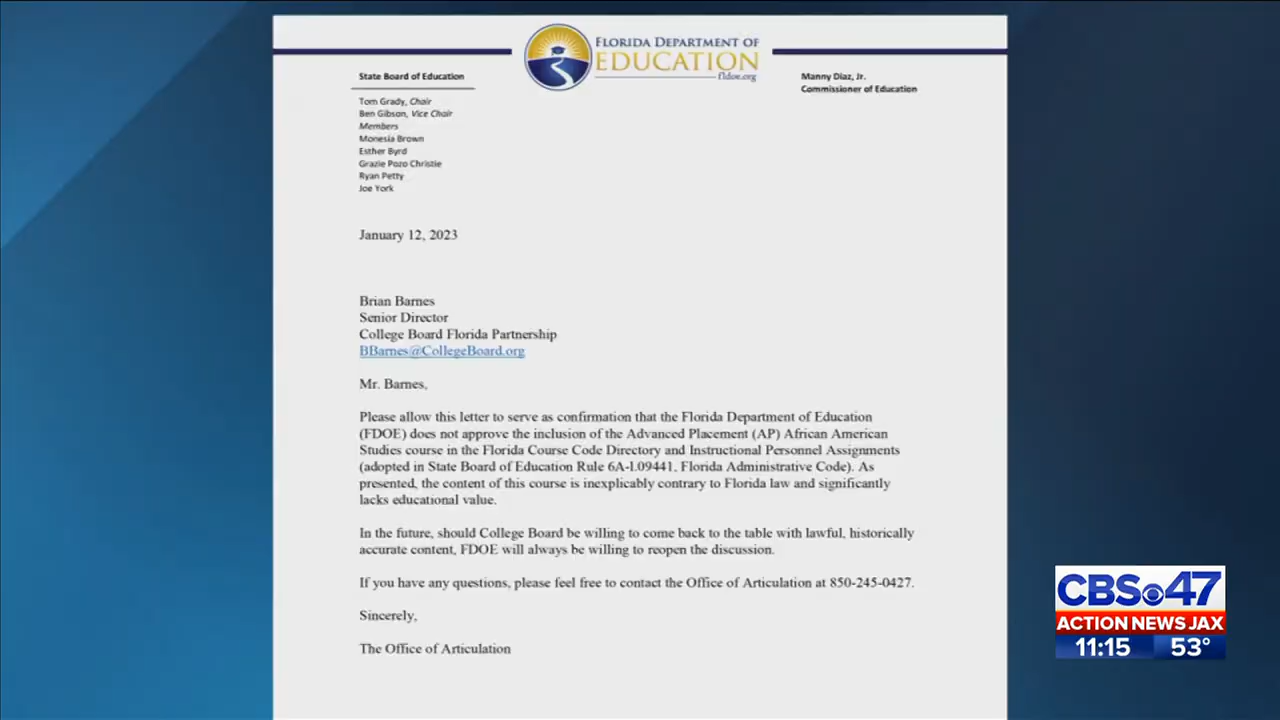 FLORIDA DEPARTMENT OF
EDUCATION
fldoe.org
State Board of Education
Tom Grady, Chair
Ben Gibson, Vice Chair
Members
Monesia Brown
Esther Byrd
Grazie Pozo Christie
Ryan Petty
Joe York
Manny Diaz, Jr.
Commissioner of Education
January 12, 2023
Brian Barnes
Senior Director
College Board Florida Partnership
BBarnes@CollegeBoard.org
Mr. Barnes,
Please allow this letter to serve as confirmation that the Florida Department of Education
(FDOE) does not approve the inclusion of the Advanced Placement (AP) African American
Studies course in the Florida Course Code Directory and Instructional Personnel Assignments
(adopted in State Board of Education Rule 6A-1.09441, Florida Administrative Code). As
presented, the content of this course is inexplicably contrary to Florida law and significantly
lacks educational value.
In the future, should College Board be willing to come back to the table with lawful, historically
accurate content, FDOE will always be willing to reopen the discussion.
If you have any questions, please feel free to contact the Office of Articulation at 850-245-0427.
Sincerely,
The Office of Articulation
CBS 47
ACTION NEWS JAX
11:15 53°